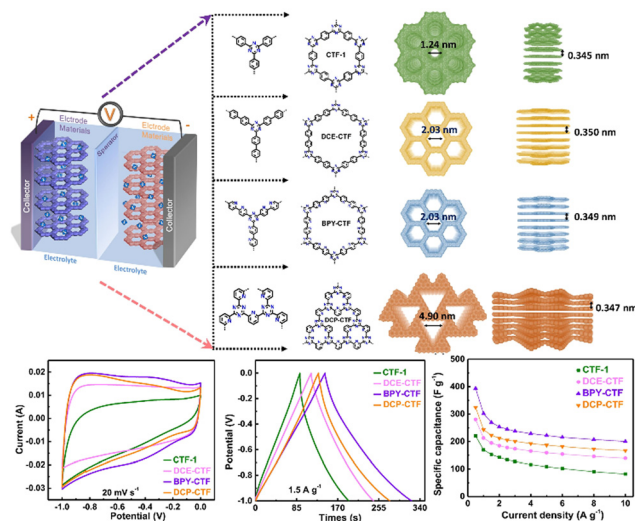 CTF-1
1.24 nm
0.345 nm
V
+
-
Elctrode
Materials
Separator
Eletrode
Materials
Collector
Collector
Electrolyte
Electrolyte
DCE-CTF
2.03 nm
0.350 nm
BPY-CTF
2.03 nm
0.349 nm
DCP-CTF
4.90 nm
0.347 nm
Current (A)
0.02
0.01
0.00
-0.01
-0.02
-0.03
CTF-1
DCE-CTF
BPY-CTF
DCP-CTF
20 mV s⁻¹
-1.0 -0.8 -0.6 -0.4 -0.2 0.0
Potential (V)
Potential (V)
0.0
-0.2
-0.4
-0.6
-0.8
-1.0
CTF-1
DCE-CTF
BPY-CTF
DCP-CTF
1.5 A g⁻¹
0 85 170 255 340
Times (s)
Specific capacitance (F g⁻¹)
500
400
300
200
100
0
CTF-1
DCE-CTF
BPY-CTF
DCP-CTF
0 2 4 6 8 10
Current density (A g⁻¹)